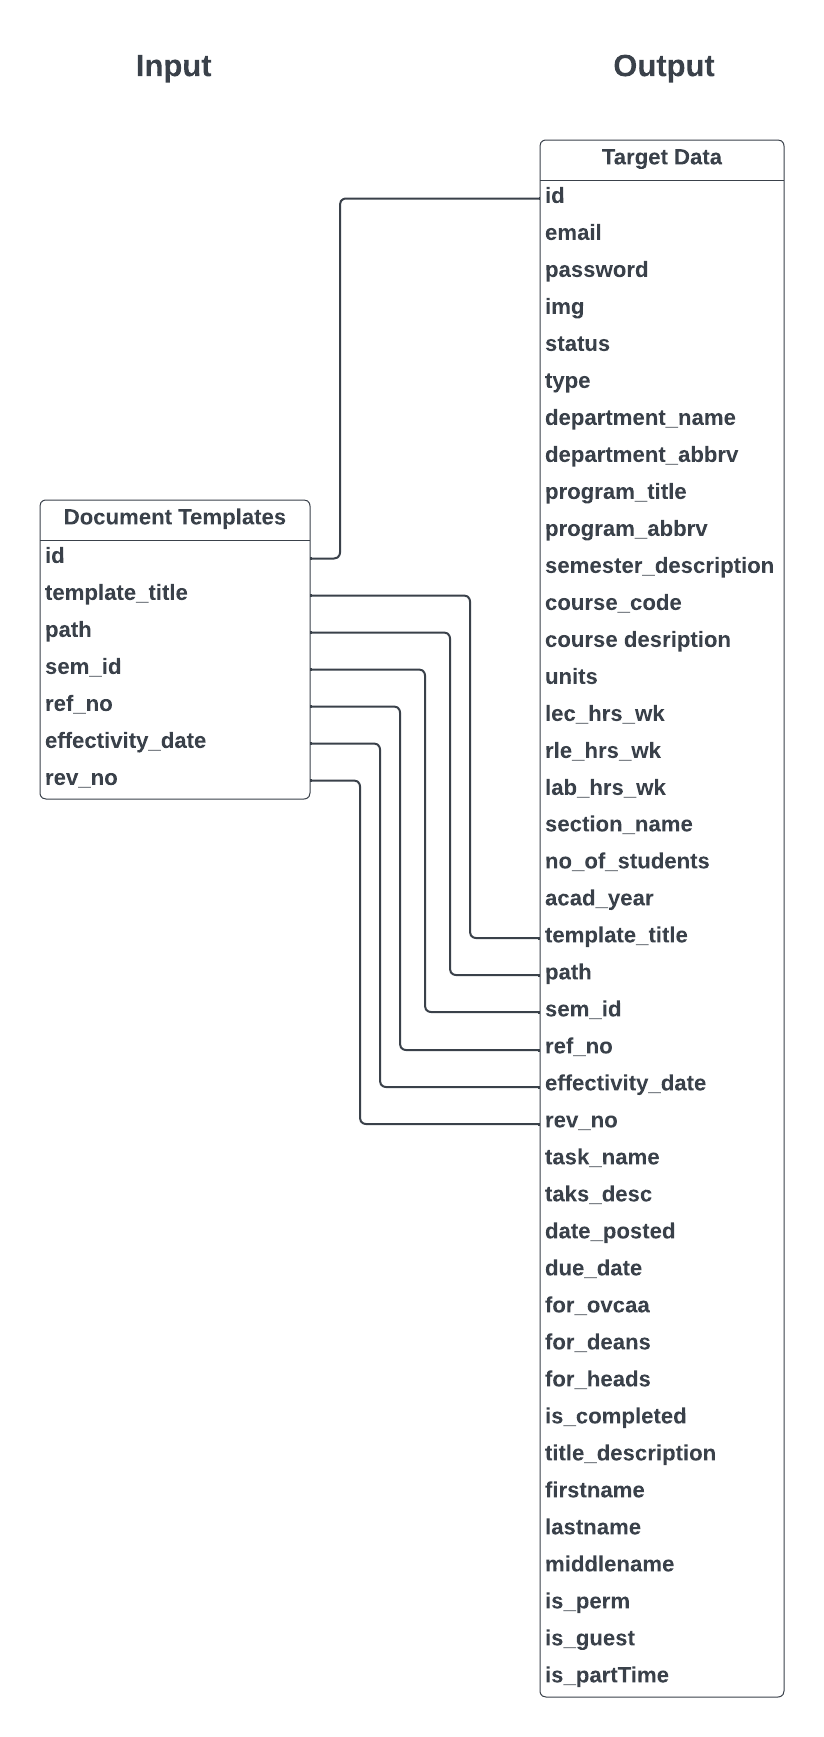 Input
Output
Document Templates
id
template_title
path
sem_id
ref_no
effectivity_date
rev_no
Target Data
id
email
password
img
status
type
department_name
department_abbrv
program_title
program_abbrv
semester_description
course_code
course desription
units
lec_hrs_wk
rle_hrs_wk
lab_hrs_wk
section_name
no_of_students
acad_year
template_title
path
sem_id
ref_no
effectivity_date
rev_no
task_name
taks_desc
date_posted
due_date
for_ovcaa
for_deans
for_heads
is_completed
title_description
firstname
lastname
middlename
is_perm
is_guest
is_partTime